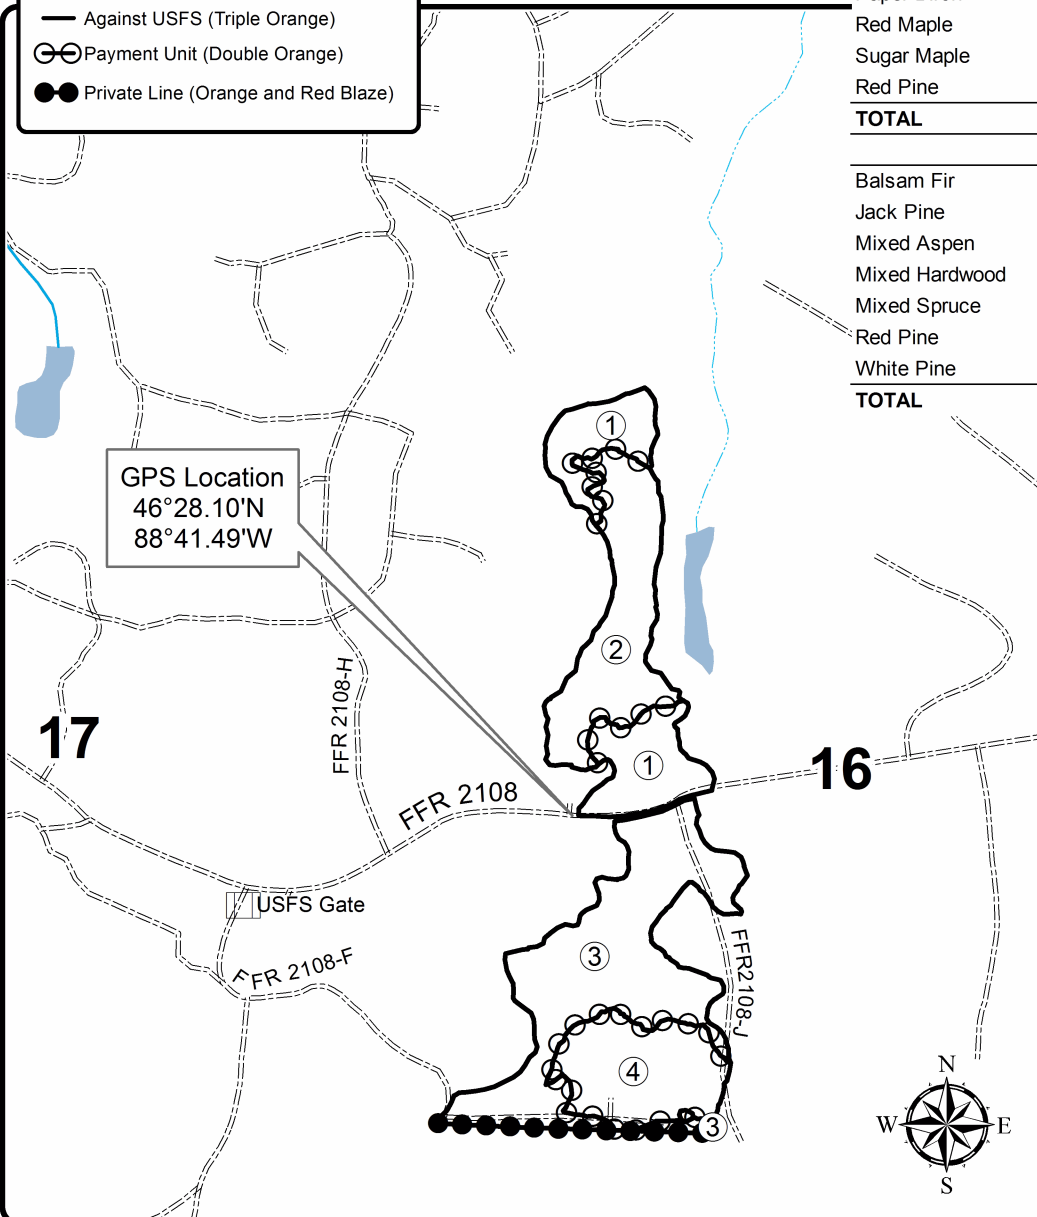 Against USFS (Triple Orange)
Payment Unit (Double Orange)
Private Line (Orange and Red Blaze)
Red Maple
Sugar Maple
Red Pine
TOTAL
Balsam Fir
Jack Pine
Mixed Aspen
Mixed Hardwood
Mixed Spruce
Red Pine
White Pine
TOTAL
1
GPS Location
46°28.10'N
88°41.49'W
2
FFR 2108-H
17
16
1
FFR 2108
USFS Gate
3
FFR 2108-F
FFR2108-J
4
3
N
W
E
S